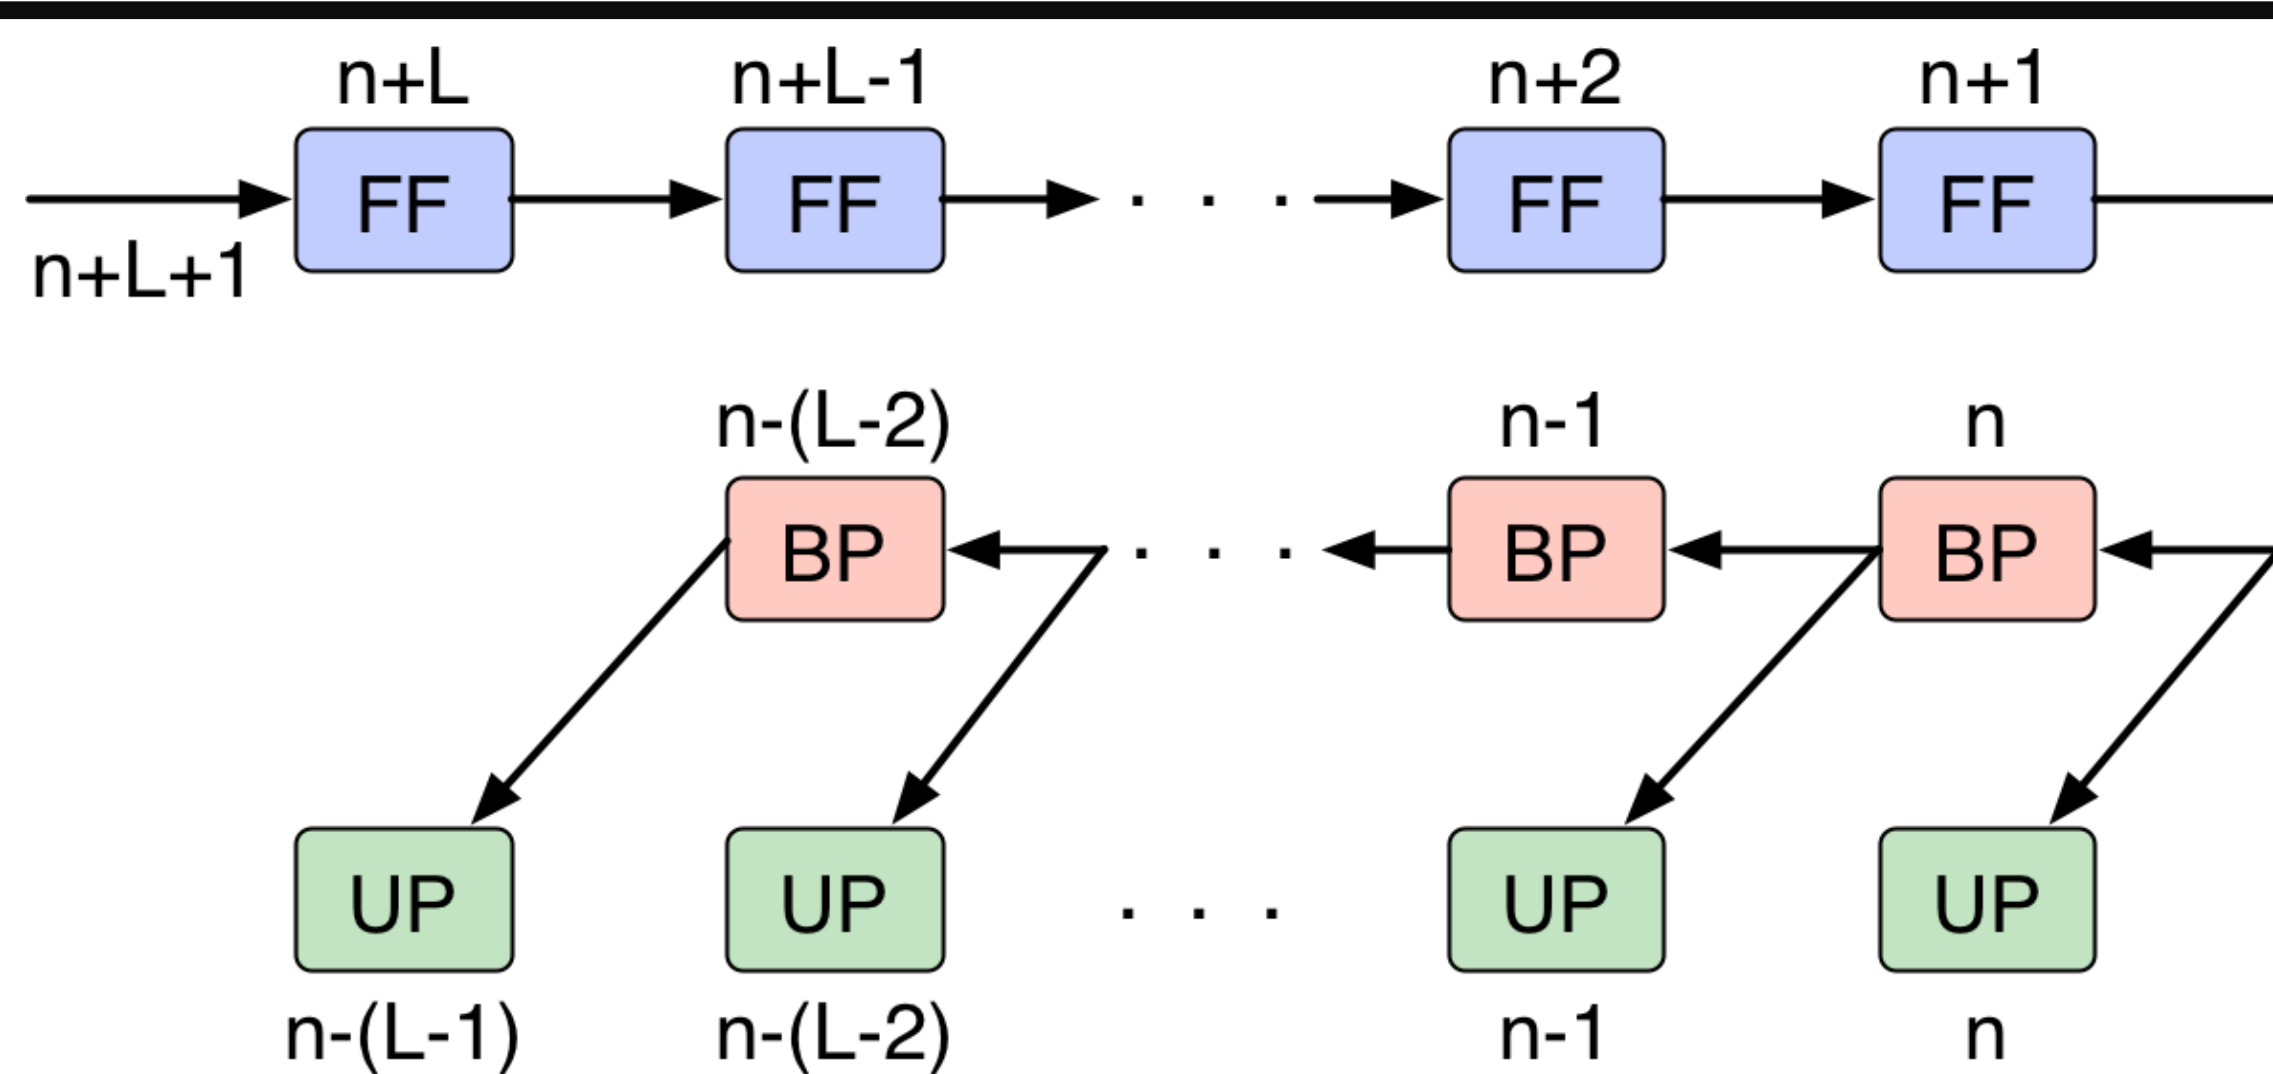 n+L n+L-1 n+2 n+1
FF FF . . . FF FF
n+L+1
n-(L-2) n-1 n
BP . . . BP BP
UP UP . . . UP UP
n-(L-1) n-(L-2) n-1 n